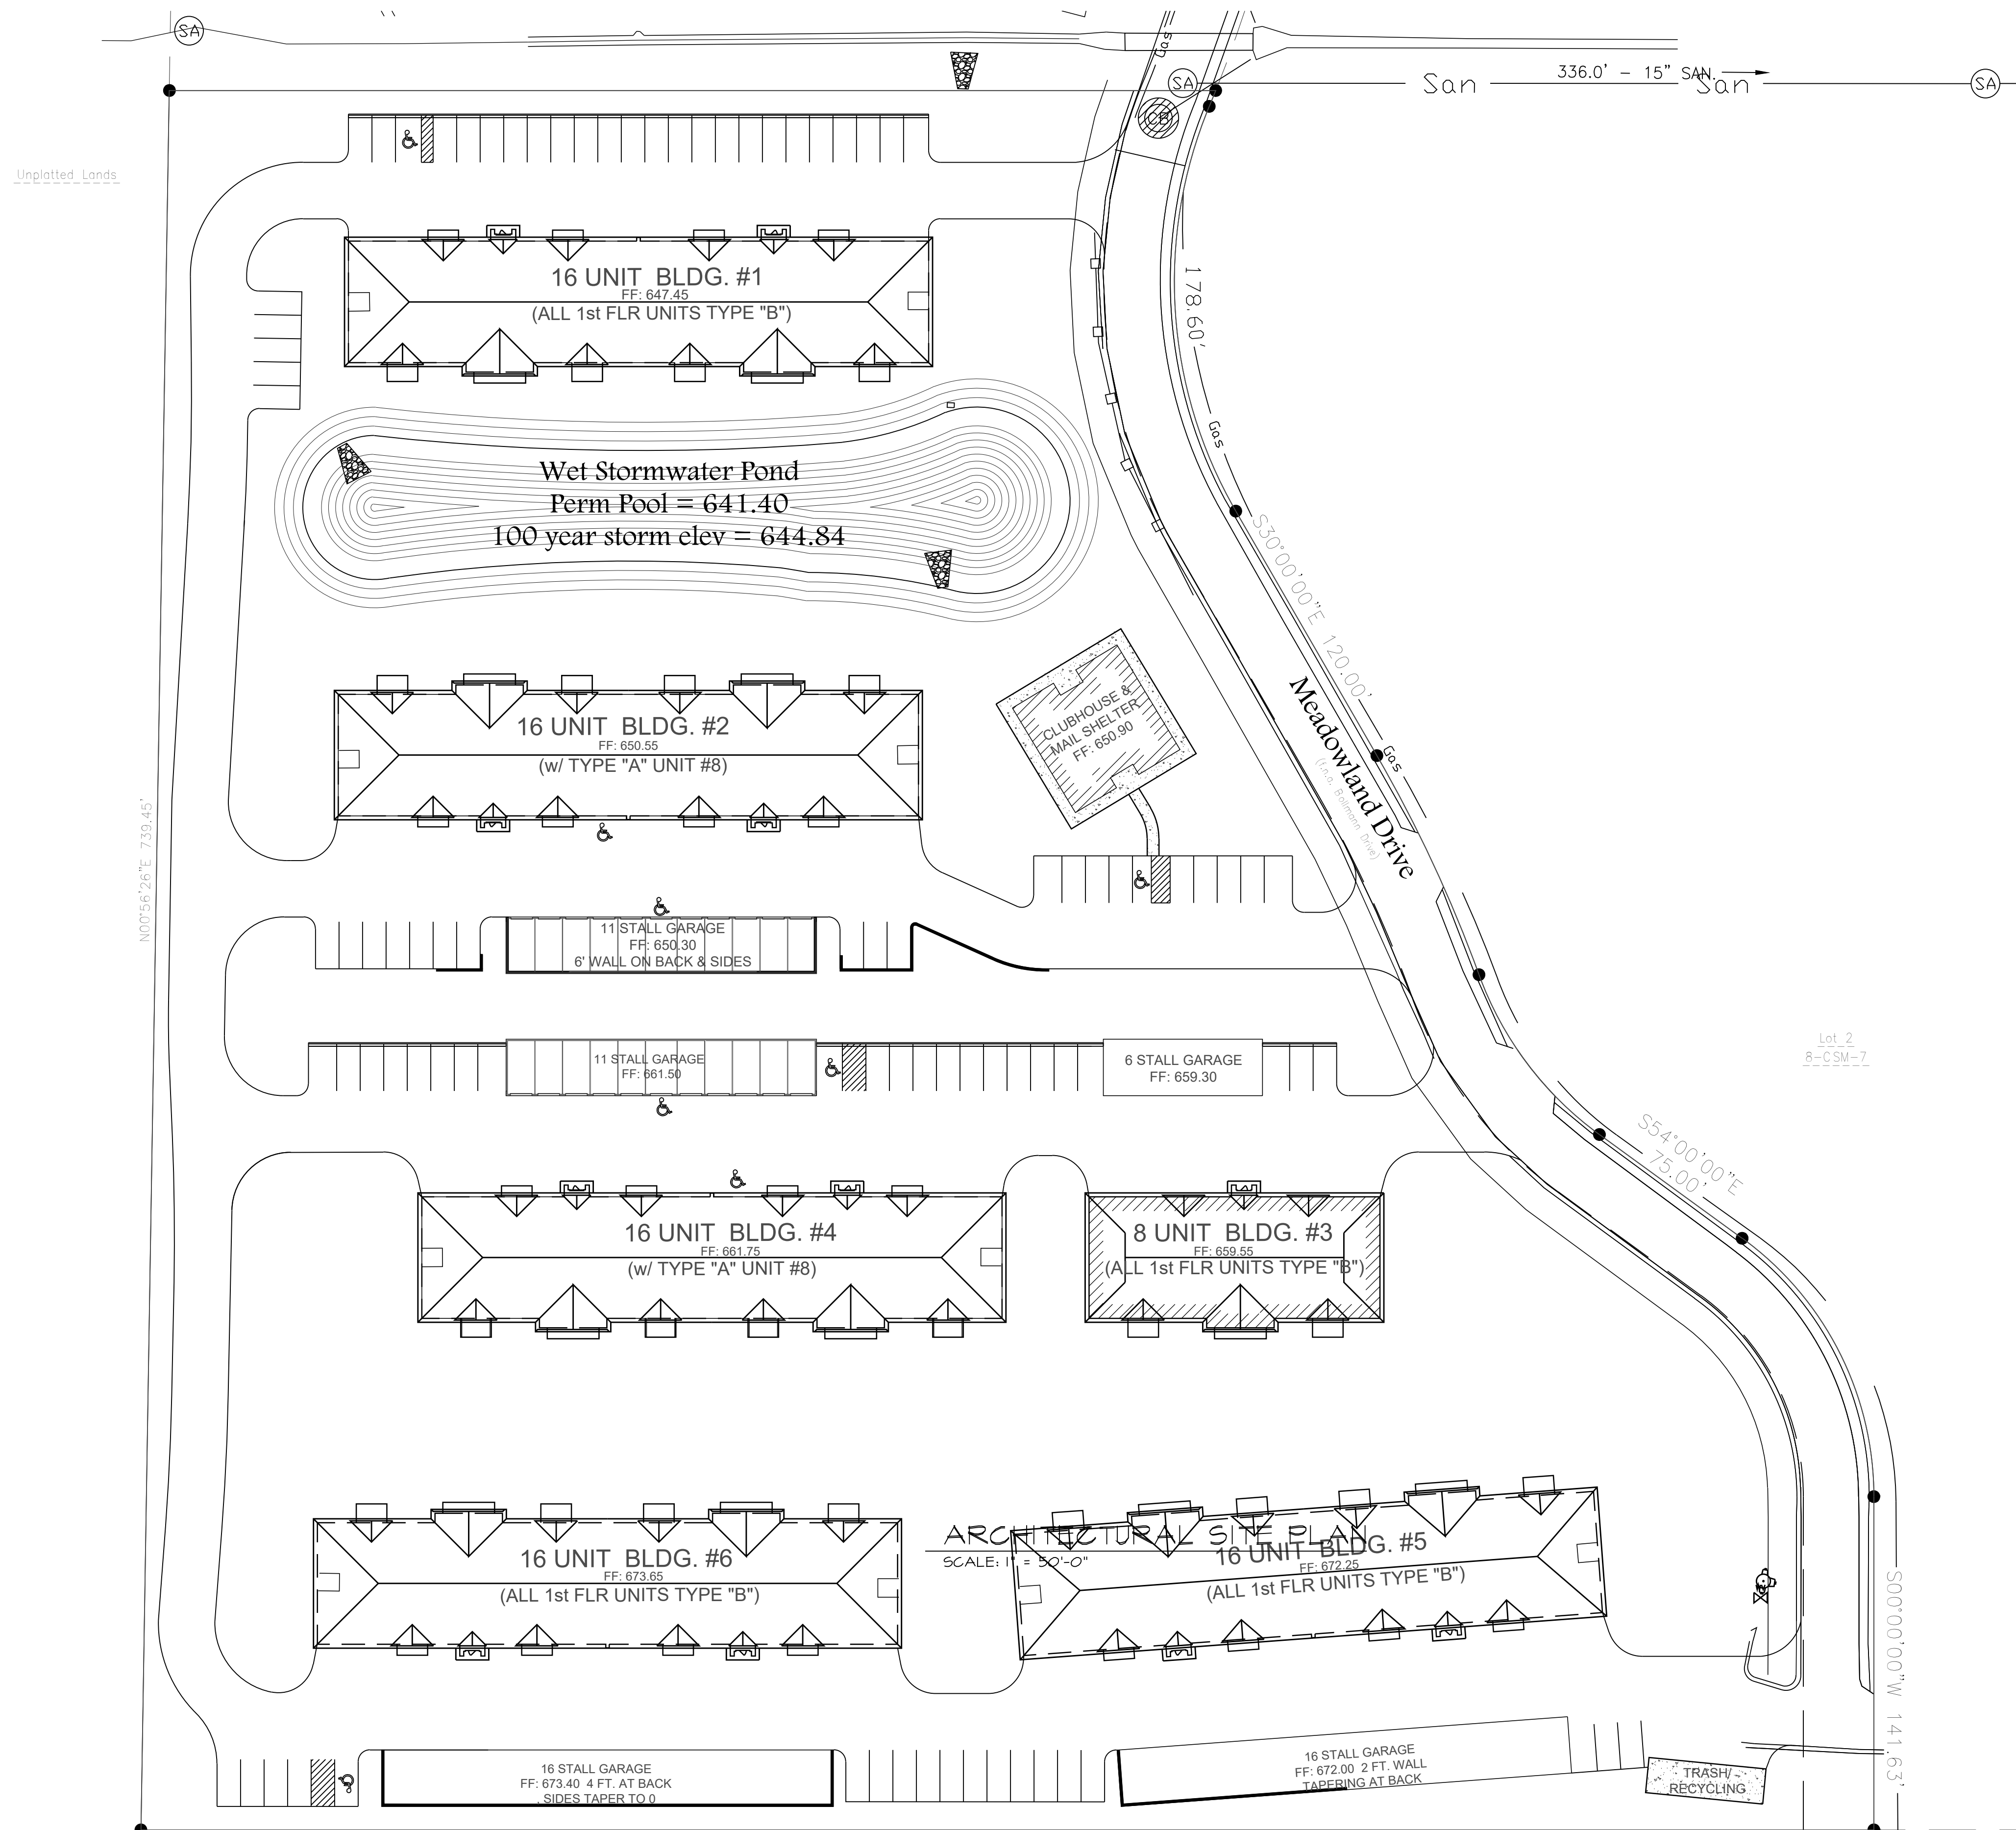 SA
Gas
336.0' - 15" SAN.
SA
San
San
SA
CB
Unplatted Lands
16 UNIT BLDG. #1
FF: 647.45
(ALL 1st FLR UNITS TYPE "B")
178.60'
Gas
Wet Stormwater Pond
Perm Pool = 641.40
100 year storm elev = 644.84
S30°00'00"E 120.00'
16 UNIT BLDG. #2
FF: 650.55
(w/ TYPE "A" UNIT #8)
CLUBHOUSE &
MAIL SHELTER
FF: 650.90
Meadowland Drive
(f.n.a. Bollmann Drive)
Gas
N00°56'26"E 739.45'
11 STALL GARAGE
FF: 650.30
6' WALL ON BACK & SIDES
11 STALL GARAGE
FF: 661.50
6 STALL GARAGE
FF: 659.30
Lot 2
8-CSM-7
S54°00'00"E
75.00'
16 UNIT BLDG. #4
FF: 661.75
(w/ TYPE "A" UNIT #8)
8 UNIT BLDG. #3
FF: 659.55
(ALL 1st FLR UNITS TYPE "B")
16 UNIT BLDG. #6
FF: 673.65
(ALL 1st FLR UNITS TYPE "B")
ARCHITECTURAL SITE PLAN
SCALE: 1" = 50'-0"
16 UNIT BLDG. #5
FF: 672.25
(ALL 1st FLR UNITS TYPE "B")
S00°00'00"W 141.63'
16 STALL GARAGE
FF: 673.40 4 FT. AT BACK
. SIDES TAPER TO 0
16 STALL GARAGE
FF: 672.00 2 FT. WALL
TAPERING AT BACK
TRASH/
RECYCLING